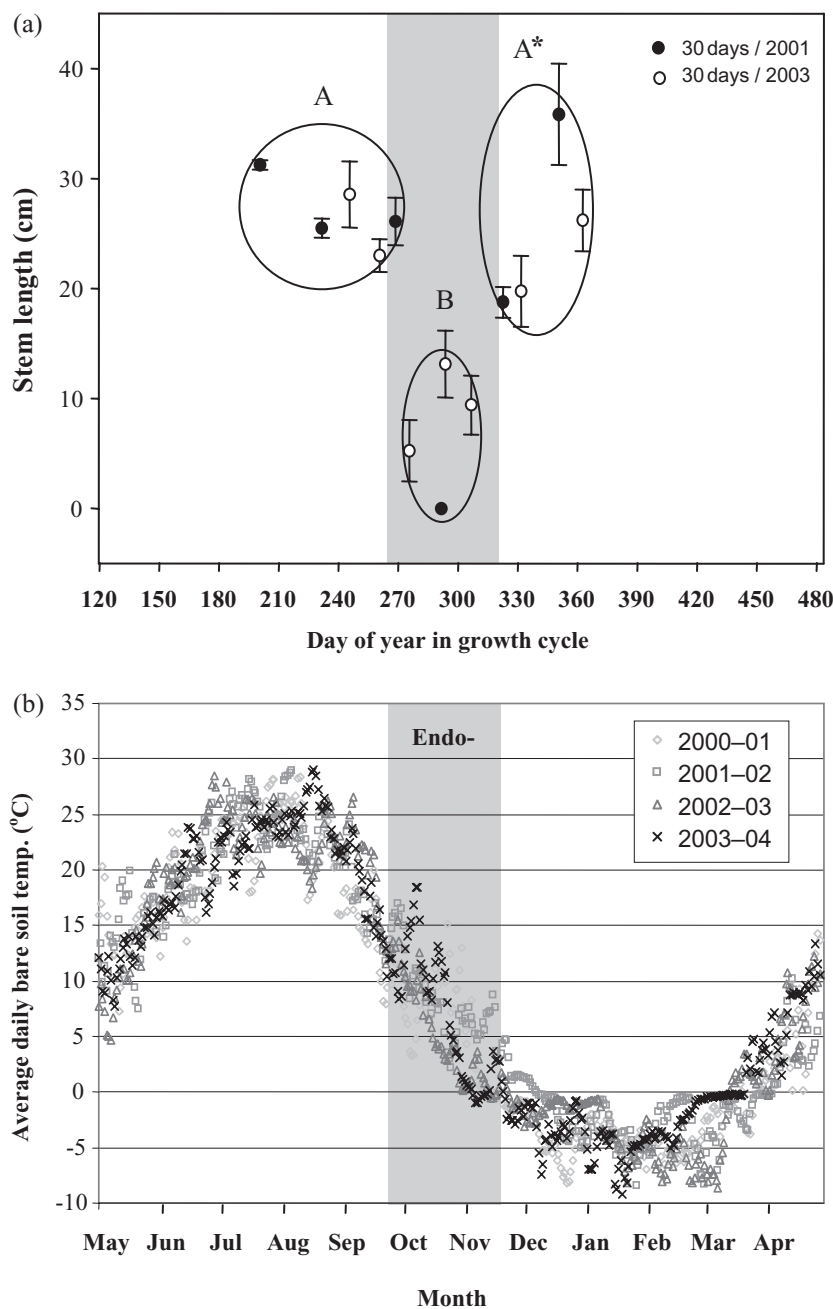 (a)
A
B
A*
30 days / 2001
30 days / 2003
40
30
20
10
0
Stem length (cm)
120 150 180 210 240 270 300 330 360 390 420 450 480
Day of year in growth cycle
(b)
Endo-
2000–01
2001–02
2002–03
2003–04
35
30
25
20
15
10
5
0
-5
-10
Average daily bare soil temp. (°C)
May Jun Jul Aug Sep Oct Nov Dec Jan Feb Mar Apr
Month